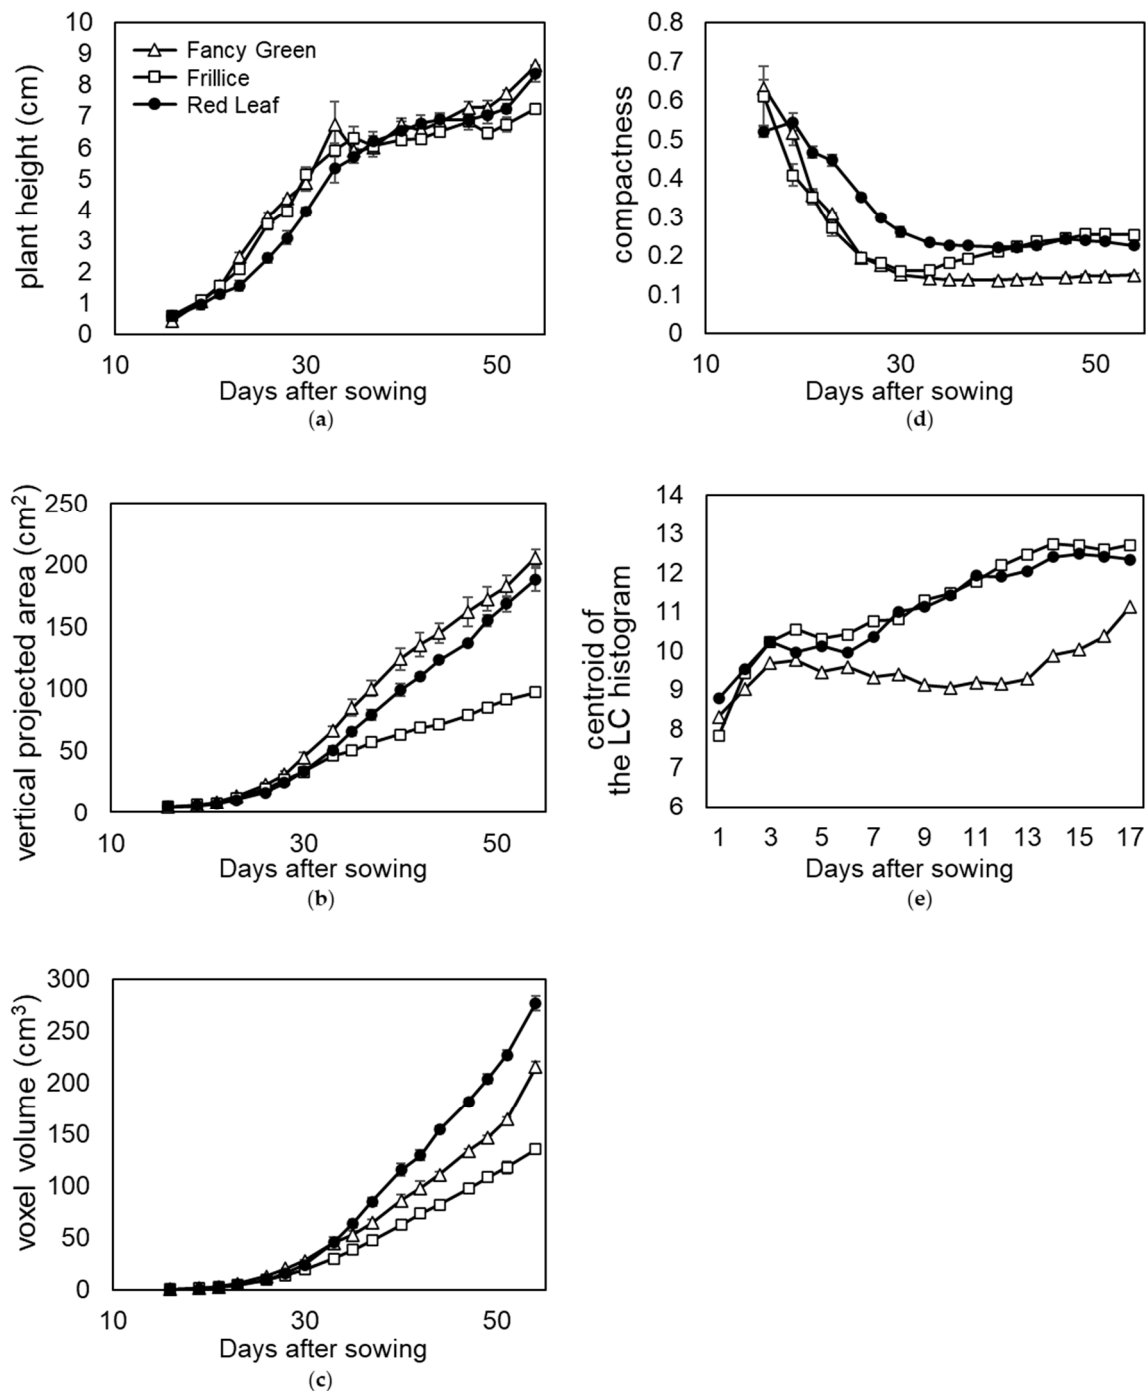 10
9
8
7
6
5
4
3
2
1
0
plant height (cm)
Fancy Green
Frillice
Red Leaf
10 30 50
Days after sowing
(a)
0.8
0.7
0.6
0.5
0.4
0.3
0.2
0.1
0
compactness
10 30 50
Days after sowing
(d)
250
200
150
100
50
0
vertical projected area (cm²)
10 30 50
Days after sowing
(b)
14
13
12
11
10
9
8
7
6
centroid of
the LC histogram
1 3 5 7 9 11 13 15 17
Days after sowing
(e)
300
250
200
150
100
50
0
voxel volume (cm³)
10 30 50
Days after sowing
(c)